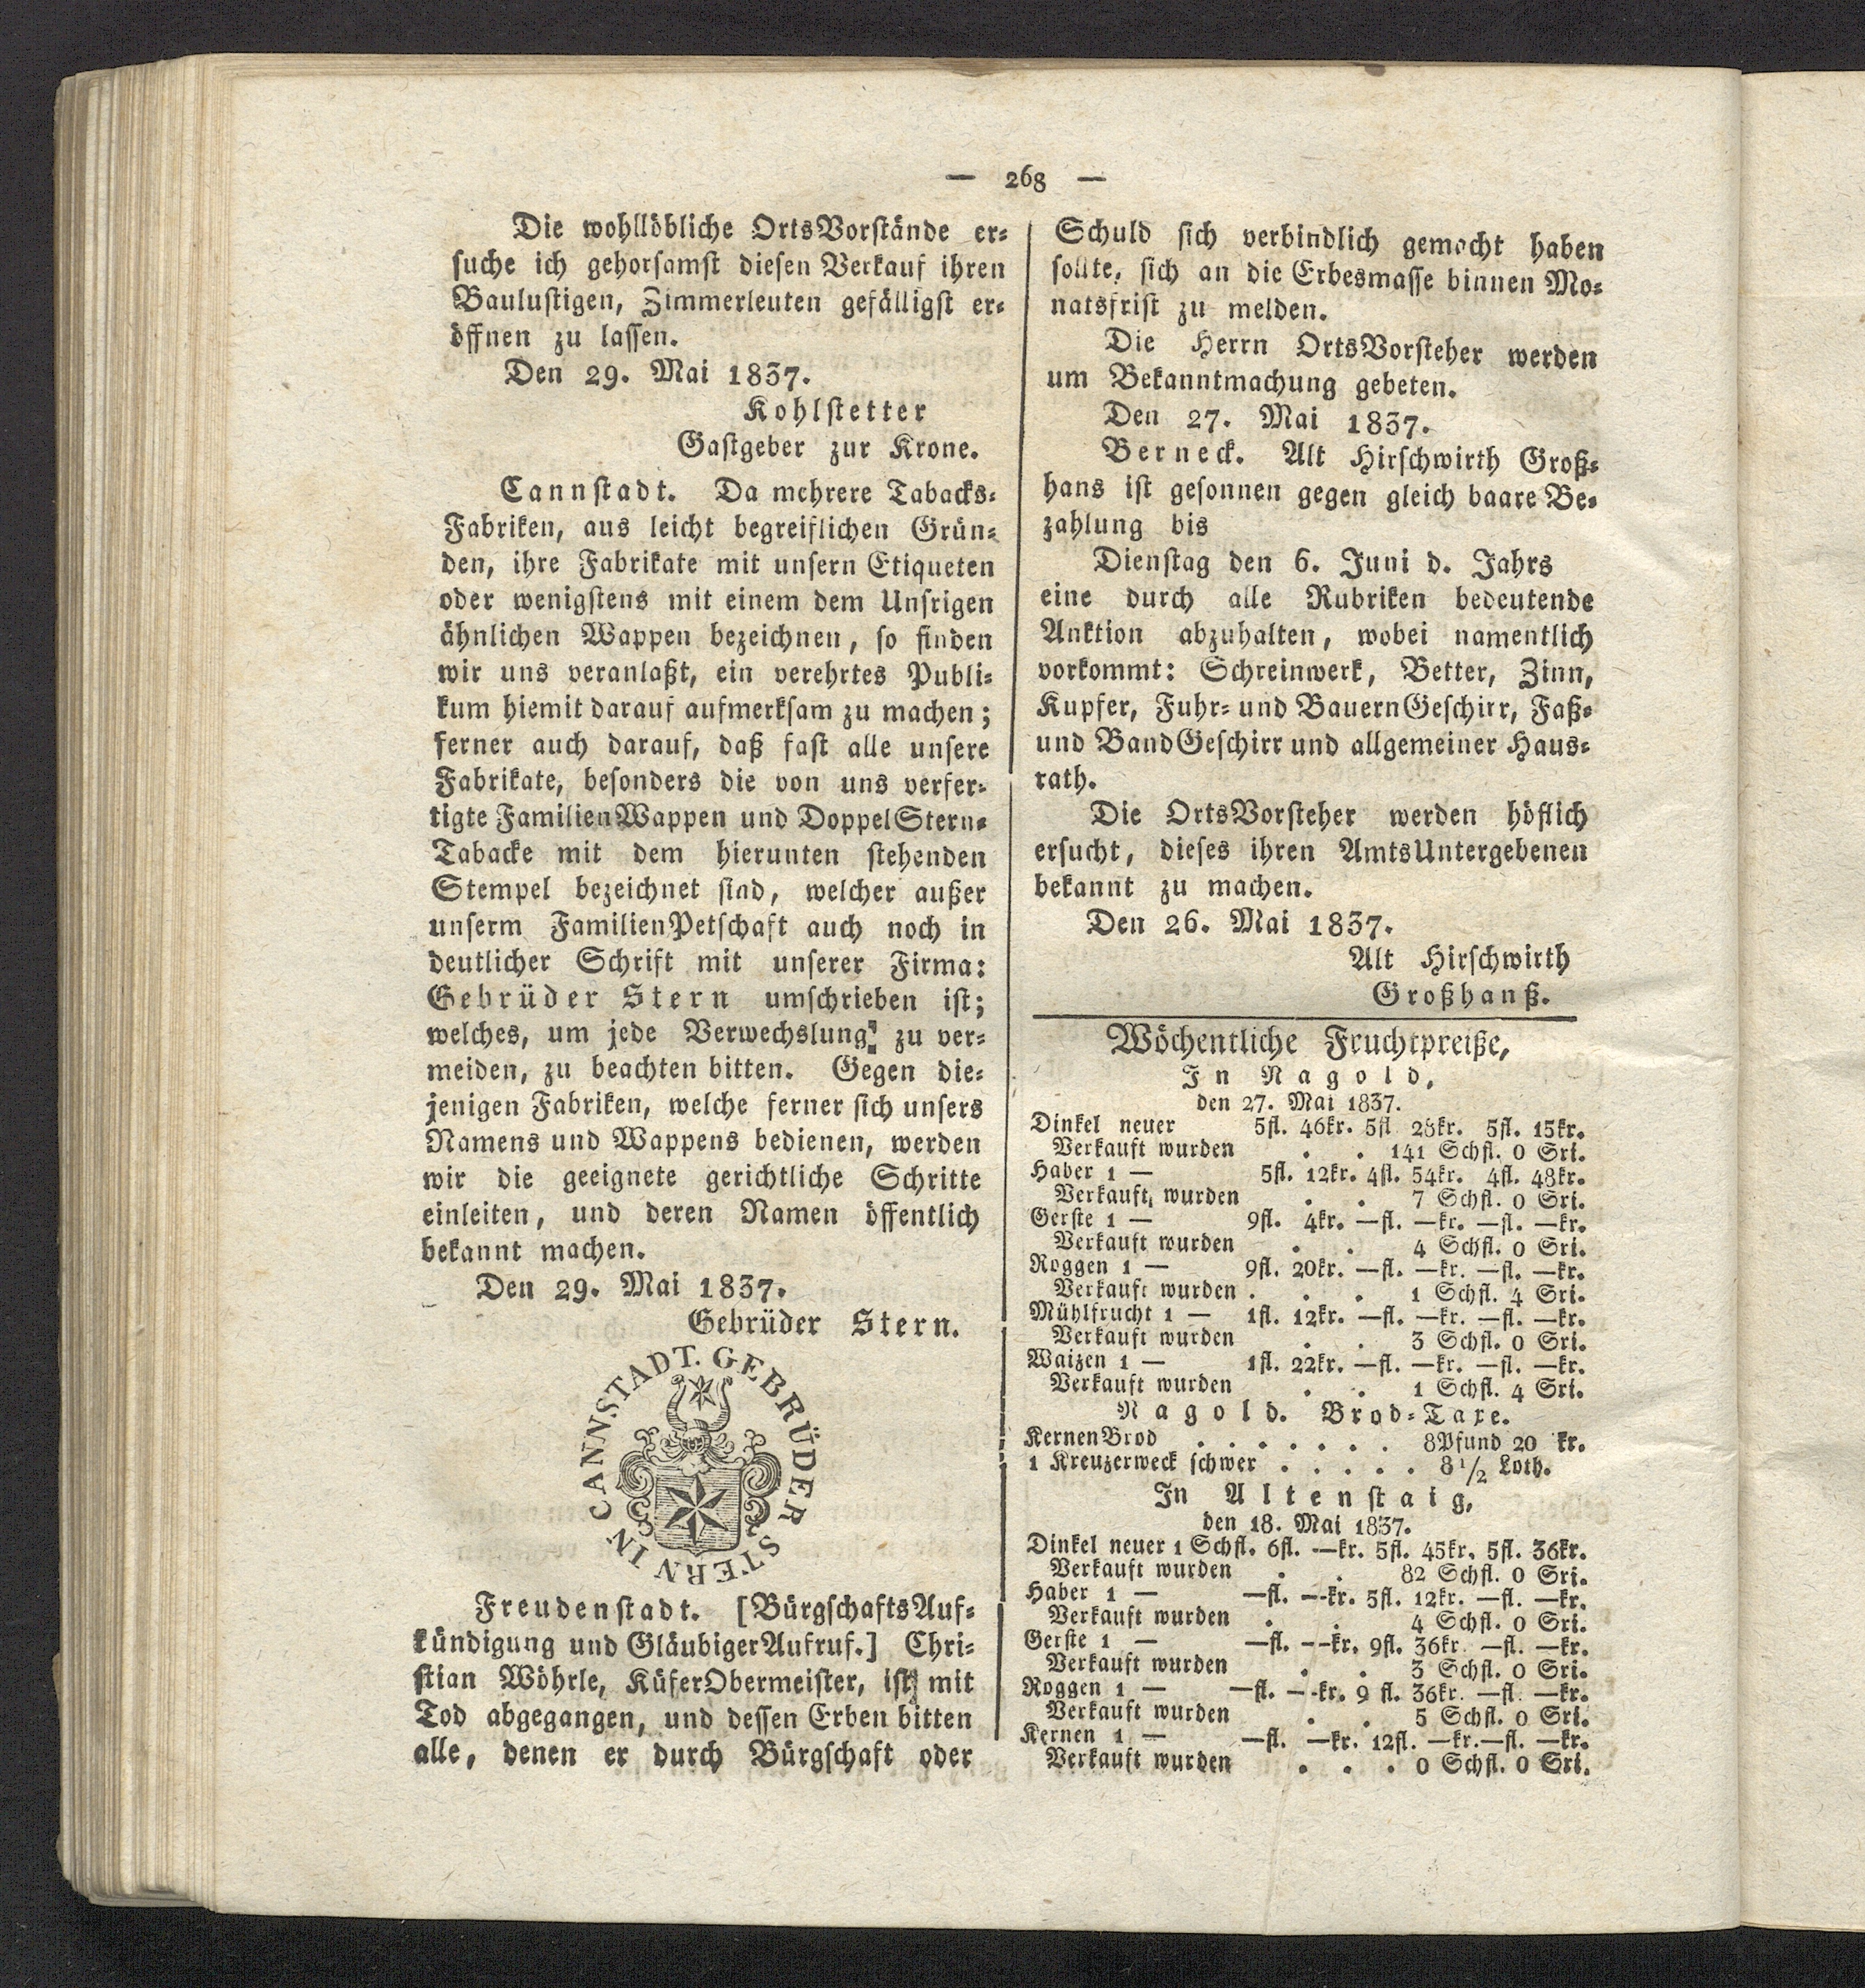 — 268 —
Die wohllöbliche OrtsVorstände er-
suche ich gehorsamst diesen Verkauf ihren
Baulustigen, Zimmerleuten gefälligst er-
öffnen zu lassen.
Den 29. Mai 1837.
Kohlstetter
Gastgeber zur Krone.
Cannstadt. Da mehrere Tabacks-
Fabriken, aus leicht begreiflichen Grün-
den, ihre Fabrikate mit unsern Etiqueten
oder wenigstens mit einem dem Unsrigen
ähnlichen Wappen bezeichnen, so finden
wir uns veranlaßt, ein verehrtes Publi-
kum hiemit darauf aufmerksam zu machen;
ferner auch darauf, daß fast alle unsere
Fabrikate, besonders die von uns verfer-
tigte FamilienWappen und DoppelStern-
Tabacke mit dem hierunten stehenden
Stempel bezeichnet sind, welcher außer
unserm FamilienPetschaft auch noch in
deutlicher Schrift mit unserer Firma:
Gebrüder Stern umschrieben ist;
welches, um jede Verwechslung zu ver-
meiden, zu beachten bitten. Gegen die-
jenigen Fabriken, welche ferner sich unsers
Namens und Wappens bedienen, werden
wir die geeignete gerichtliche Schritte
einleiten, und deren Namen öffentlich
bekannt machen.
Den 29. Mai 1837.
Gebrüder Stern.
GEBRÜDER STERN IN CANNSTADT.
Freudenstadt. [BürgschaftsAuf-
kündigung und GläubigerAufruf.] Chri-
stian Wöhrle, KüferObermeister, ist mit
Tod abgegangen, und dessen Erben bitten
alle, denen er durch Bürgschaft oder
Schuld sich verbindlich gemacht haben
sollte, sich an die Erbesmasse binnen Mo-
natsfrist zu melden.
Die Herrn OrtsVorsteher werden
um Bekanntmachung gebeten.
Den 27. Mai 1837.
Berneck. Alt Hirschwirth Groß-
hans ist gesonnen gegen gleich baare Be-
zahlung bis
Dienstag den 6. Juni d. Jahrs
eine durch alle Rubriken bedeutende
Anktion abzuhalten, wobei namentlich
vorkommt: Schreinwerk, Better, Zinn,
Kupfer, Fuhr- und BauernGeschirr, Faß-
und BandGeschirr und allgemeiner Haus-
rath.
Die OrtsVorsteher werden höflich
ersucht, dieses ihren AmtsUntergebenen
bekannt zu machen.
Den 26. Mai 1837.
Alt Hirschwirth
Großhanß.
Wöchentliche Fruchtpreiße,
In Nagold,
den 27. Mai 1837.
Dinkel neuer 5fl. 46kr. 5fl 28kr. 5fl. 15kr.
Verkauft wurden . . 141 Schfl. 0 Sri.
Haber 1 — 5fl. 12kr. 4fl. 54kr. 4fl. 48kr.
Verkauft wurden . . 7 Schfl. 0 Sri.
Gerste 1 — 9fl. 4kr. —fl. —kr. —fl. —kr.
Verkauft wurden . . 4 Schfl. 0 Sri.
Roggen 1 — 9fl. 20kr. —fl. —kr. —fl. —kr.
Verkauft wurden . . . 1 Schfl. 4 Sri.
Mühlfrucht 1 — 1fl. 12kr. —fl. —kr. —fl. —kr.
Verkauft wurden . . 3 Schfl. 0 Sri.
Waizen 1 — 1fl. 22kr. —fl. —kr. —fl. —kr.
Verkauft wurden . . 1 Schfl. 4 Sri.
Nagold. Brod-Taxe.
KernenBrod . . . . . . . 8Pfund 20 kr.
1 Kreuzerweck schwer . . . . . 8 1/2 Loth.
In Altenstaig,
den 18. Mai 1837.
Dinkel neuer 1 Schfl. 6fl. —kr. 5fl. 45kr. 5fl. 36kr.
Verkauft wurden . . 82 Schfl. 0 Sri.
Haber 1 — —fl. —kr. 5fl. 12kr. —fl. —kr.
Verkauft wurden . . 4 Schfl. 0 Sri.
Gerste 1 — —fl. —kr. 9fl. 36kr. —fl. —kr.
Verkauft wurden . . 3 Schfl. 0 Sri.
Roggen 1 — —fl. —kr. 9 fl. 36kr. —fl. —kr.
Verkauft wurden . . 5 Schfl. 0 Sri.
Kernen 1 — —fl. —kr. 12fl. —kr. —fl. —kr.
Verkauft wurden . . . 0 Schfl. 0 Sri.